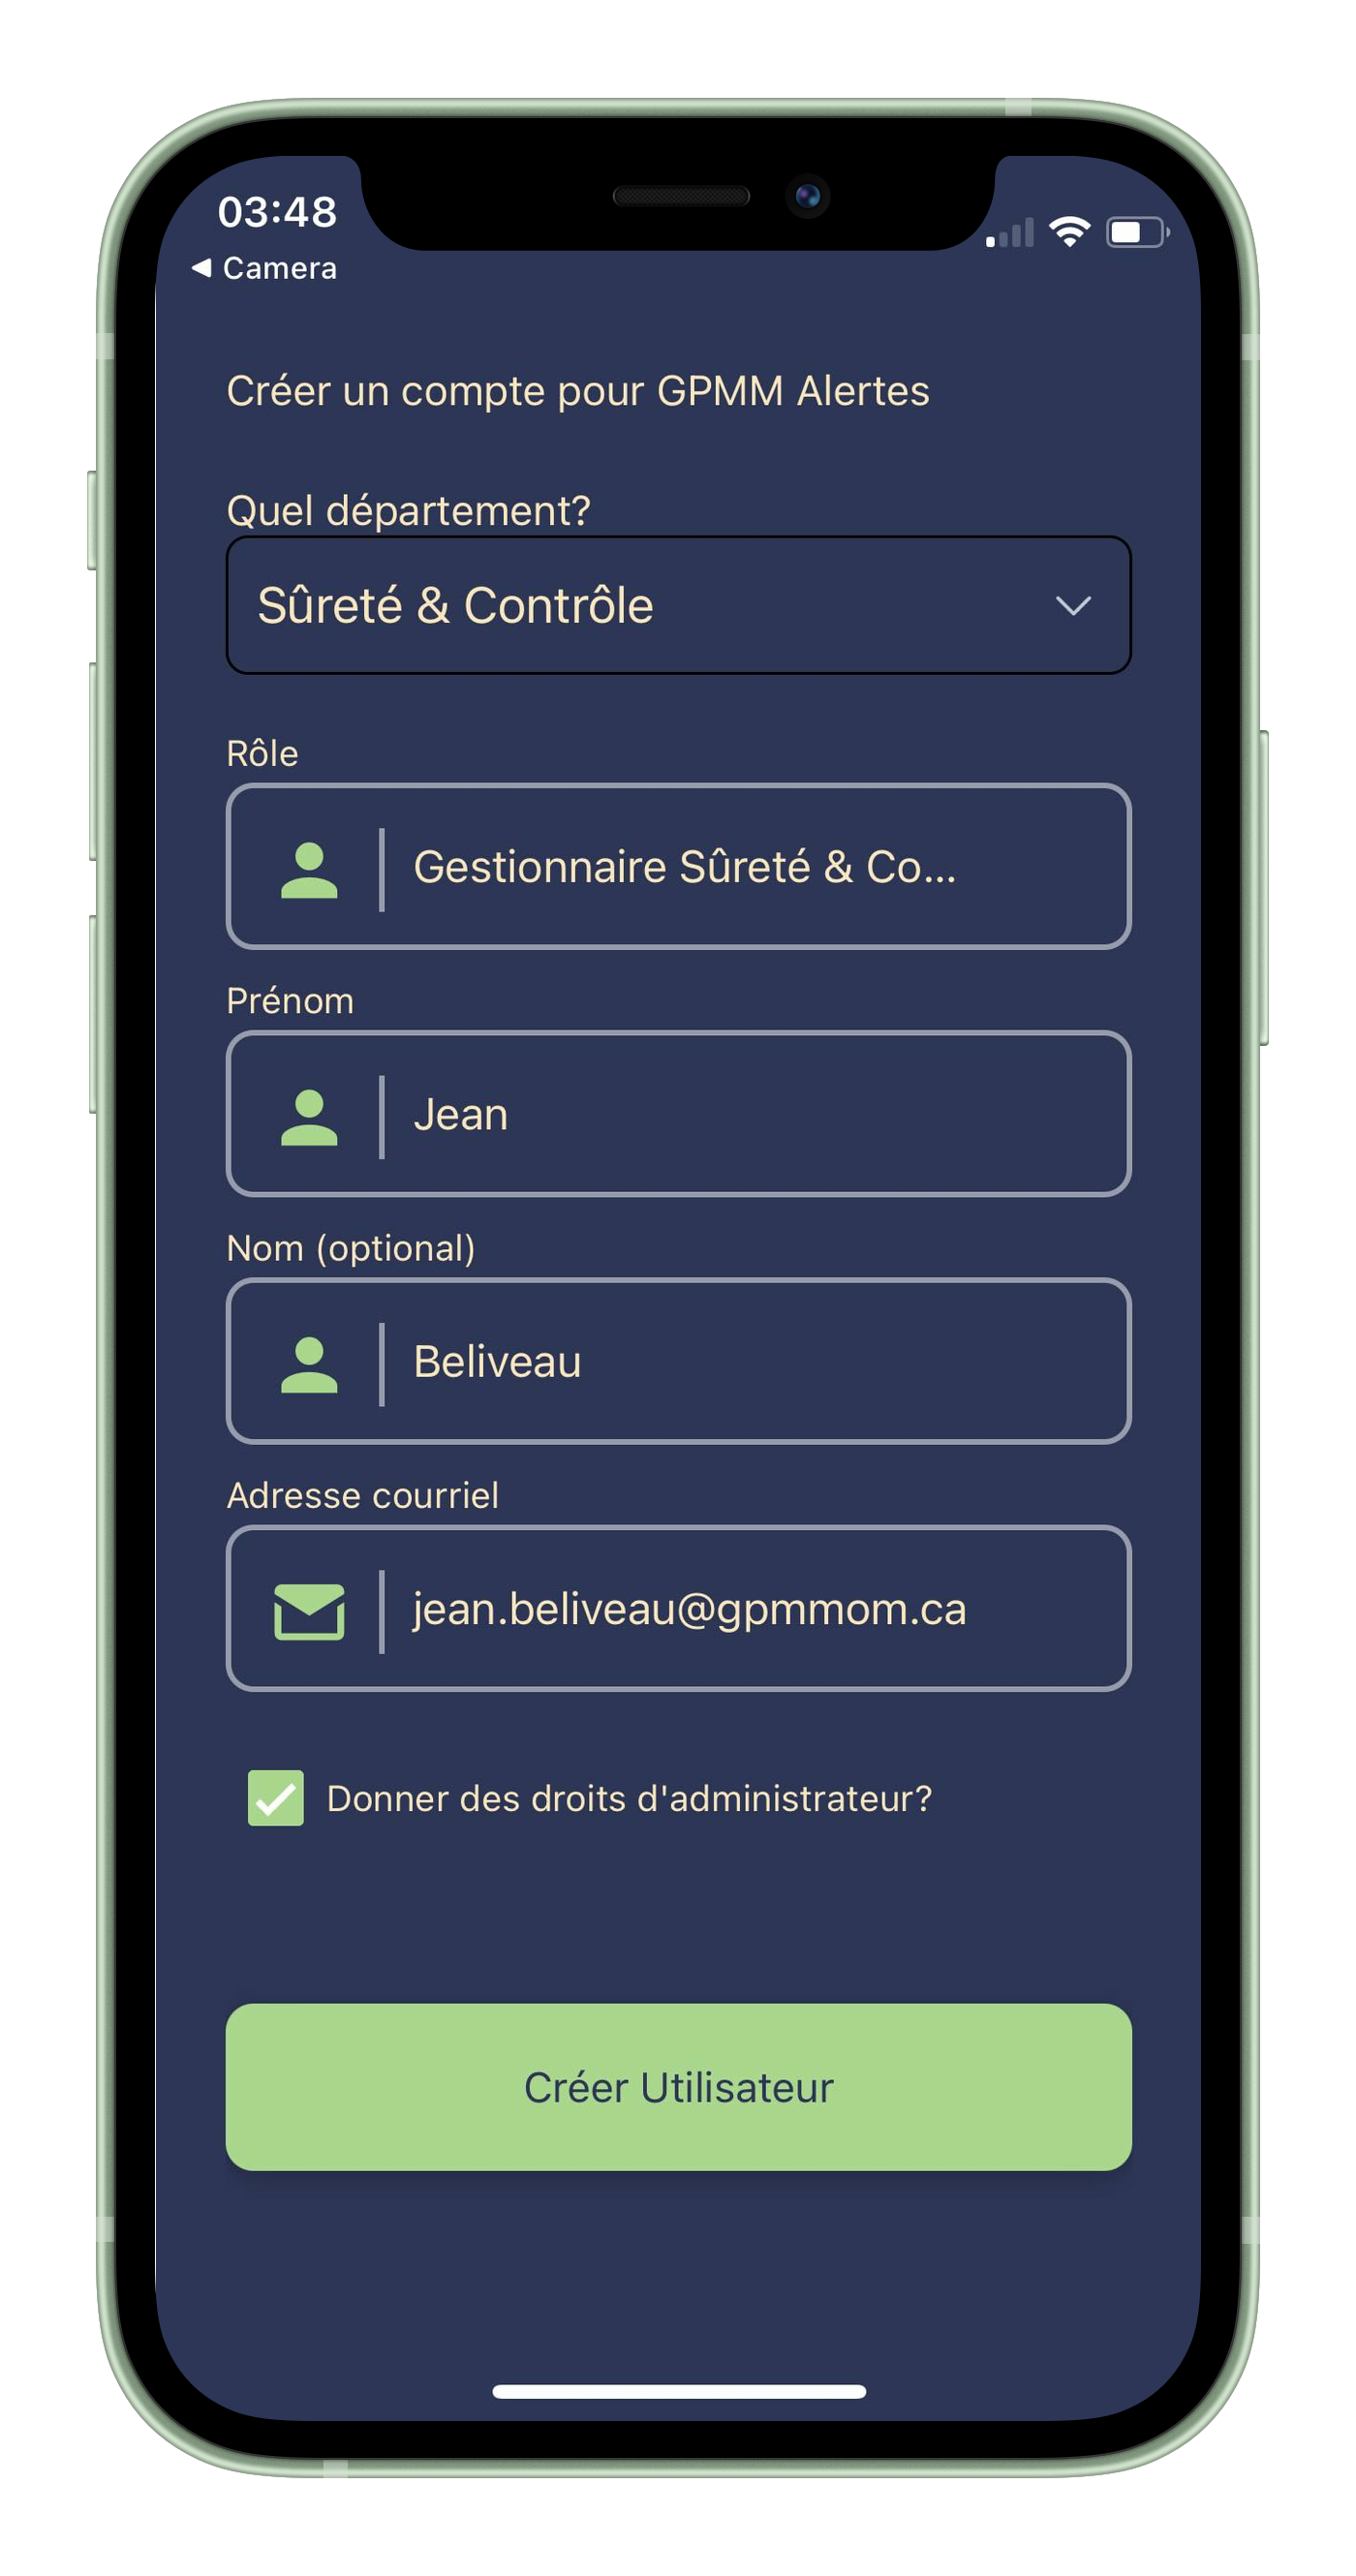 03:48
Camera
Créer un compte pour GPMM Alertes
Quel département?
Sûreté & Contrôle
Rôle
Gestionnaire Sûreté & Co...
Prénom
Jean
Nom (optional)
Beliveau
Adresse courriel
jean.beliveau@gpmmom.ca
Donner des droits d'administrateur?
Créer Utilisateur